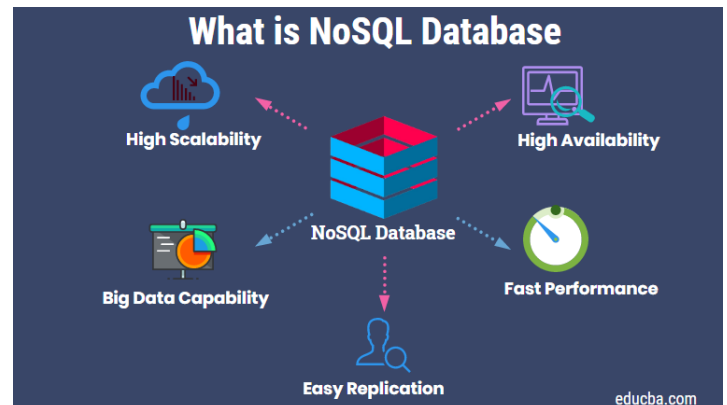 What is NoSQL Database
High Scalability
High Availability
NoSQL Database
Big Data Capability
Fast Performance
Easy Replication
educba.com